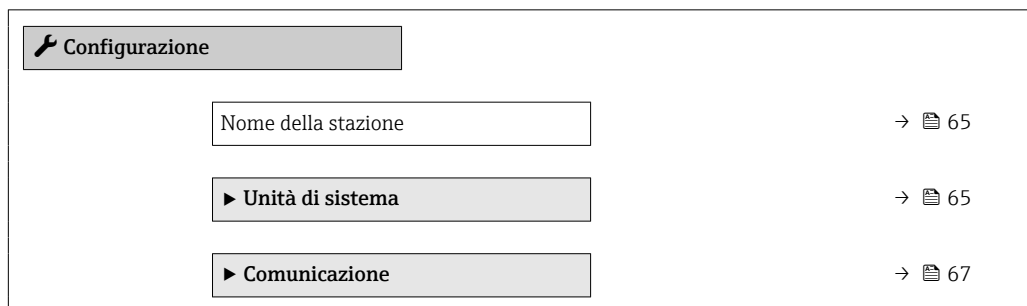 Configurazione
Nome della stazione → 65
▶ Unità di sistema → 65
▶ Comunicazione → 67